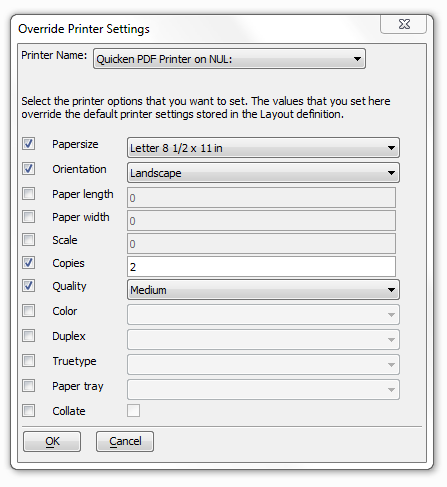 Override Printer Settings
Printer Name: Quicken PDF Printer on NUL:
Select the printer options that you want to set. The values that you set here
override the default printer settings stored in the Layout definition.
Papersize Letter 8 1/2 x 11 in
Orientation Landscape
Paper length 0
Paper width 0
Scale 0
Copies 2
Quality Medium
Color
Duplex
Truetype
Paper tray
Collate
OK Cancel